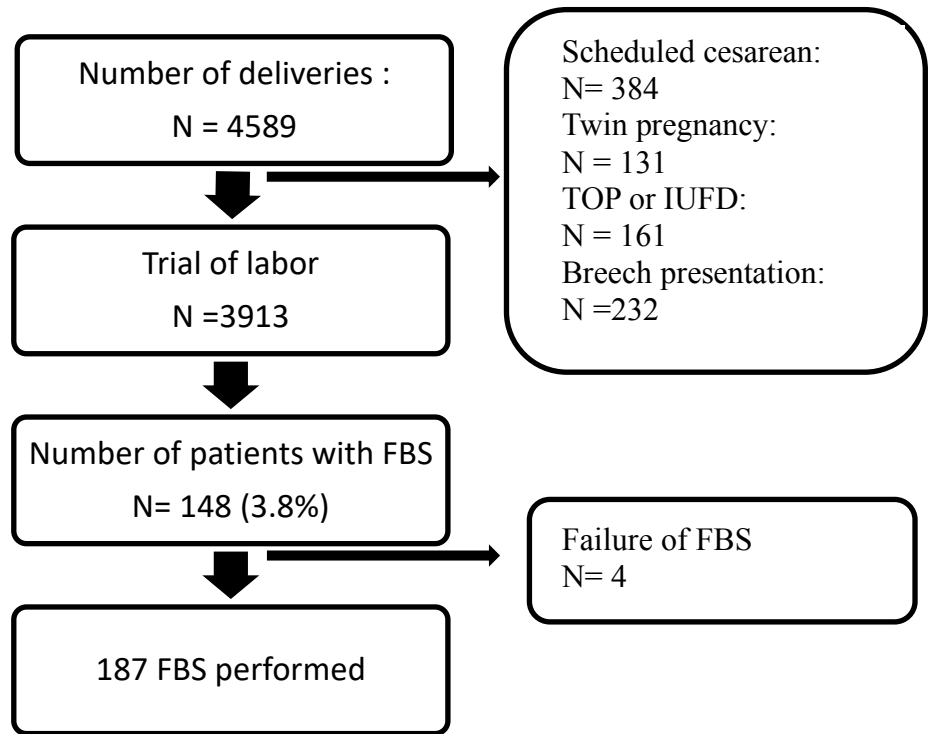 Number of deliveries :
N = 4589
Scheduled cesarean:
N= 384
Twin pregnancy:
N = 131
TOP or IUFD:
N = 161
Breech presentation:
N =232
Trial of labor
N =3913
Number of patients with FBS
N= 148 (3.8%)
Failure of FBS
N= 4
187 FBS performed